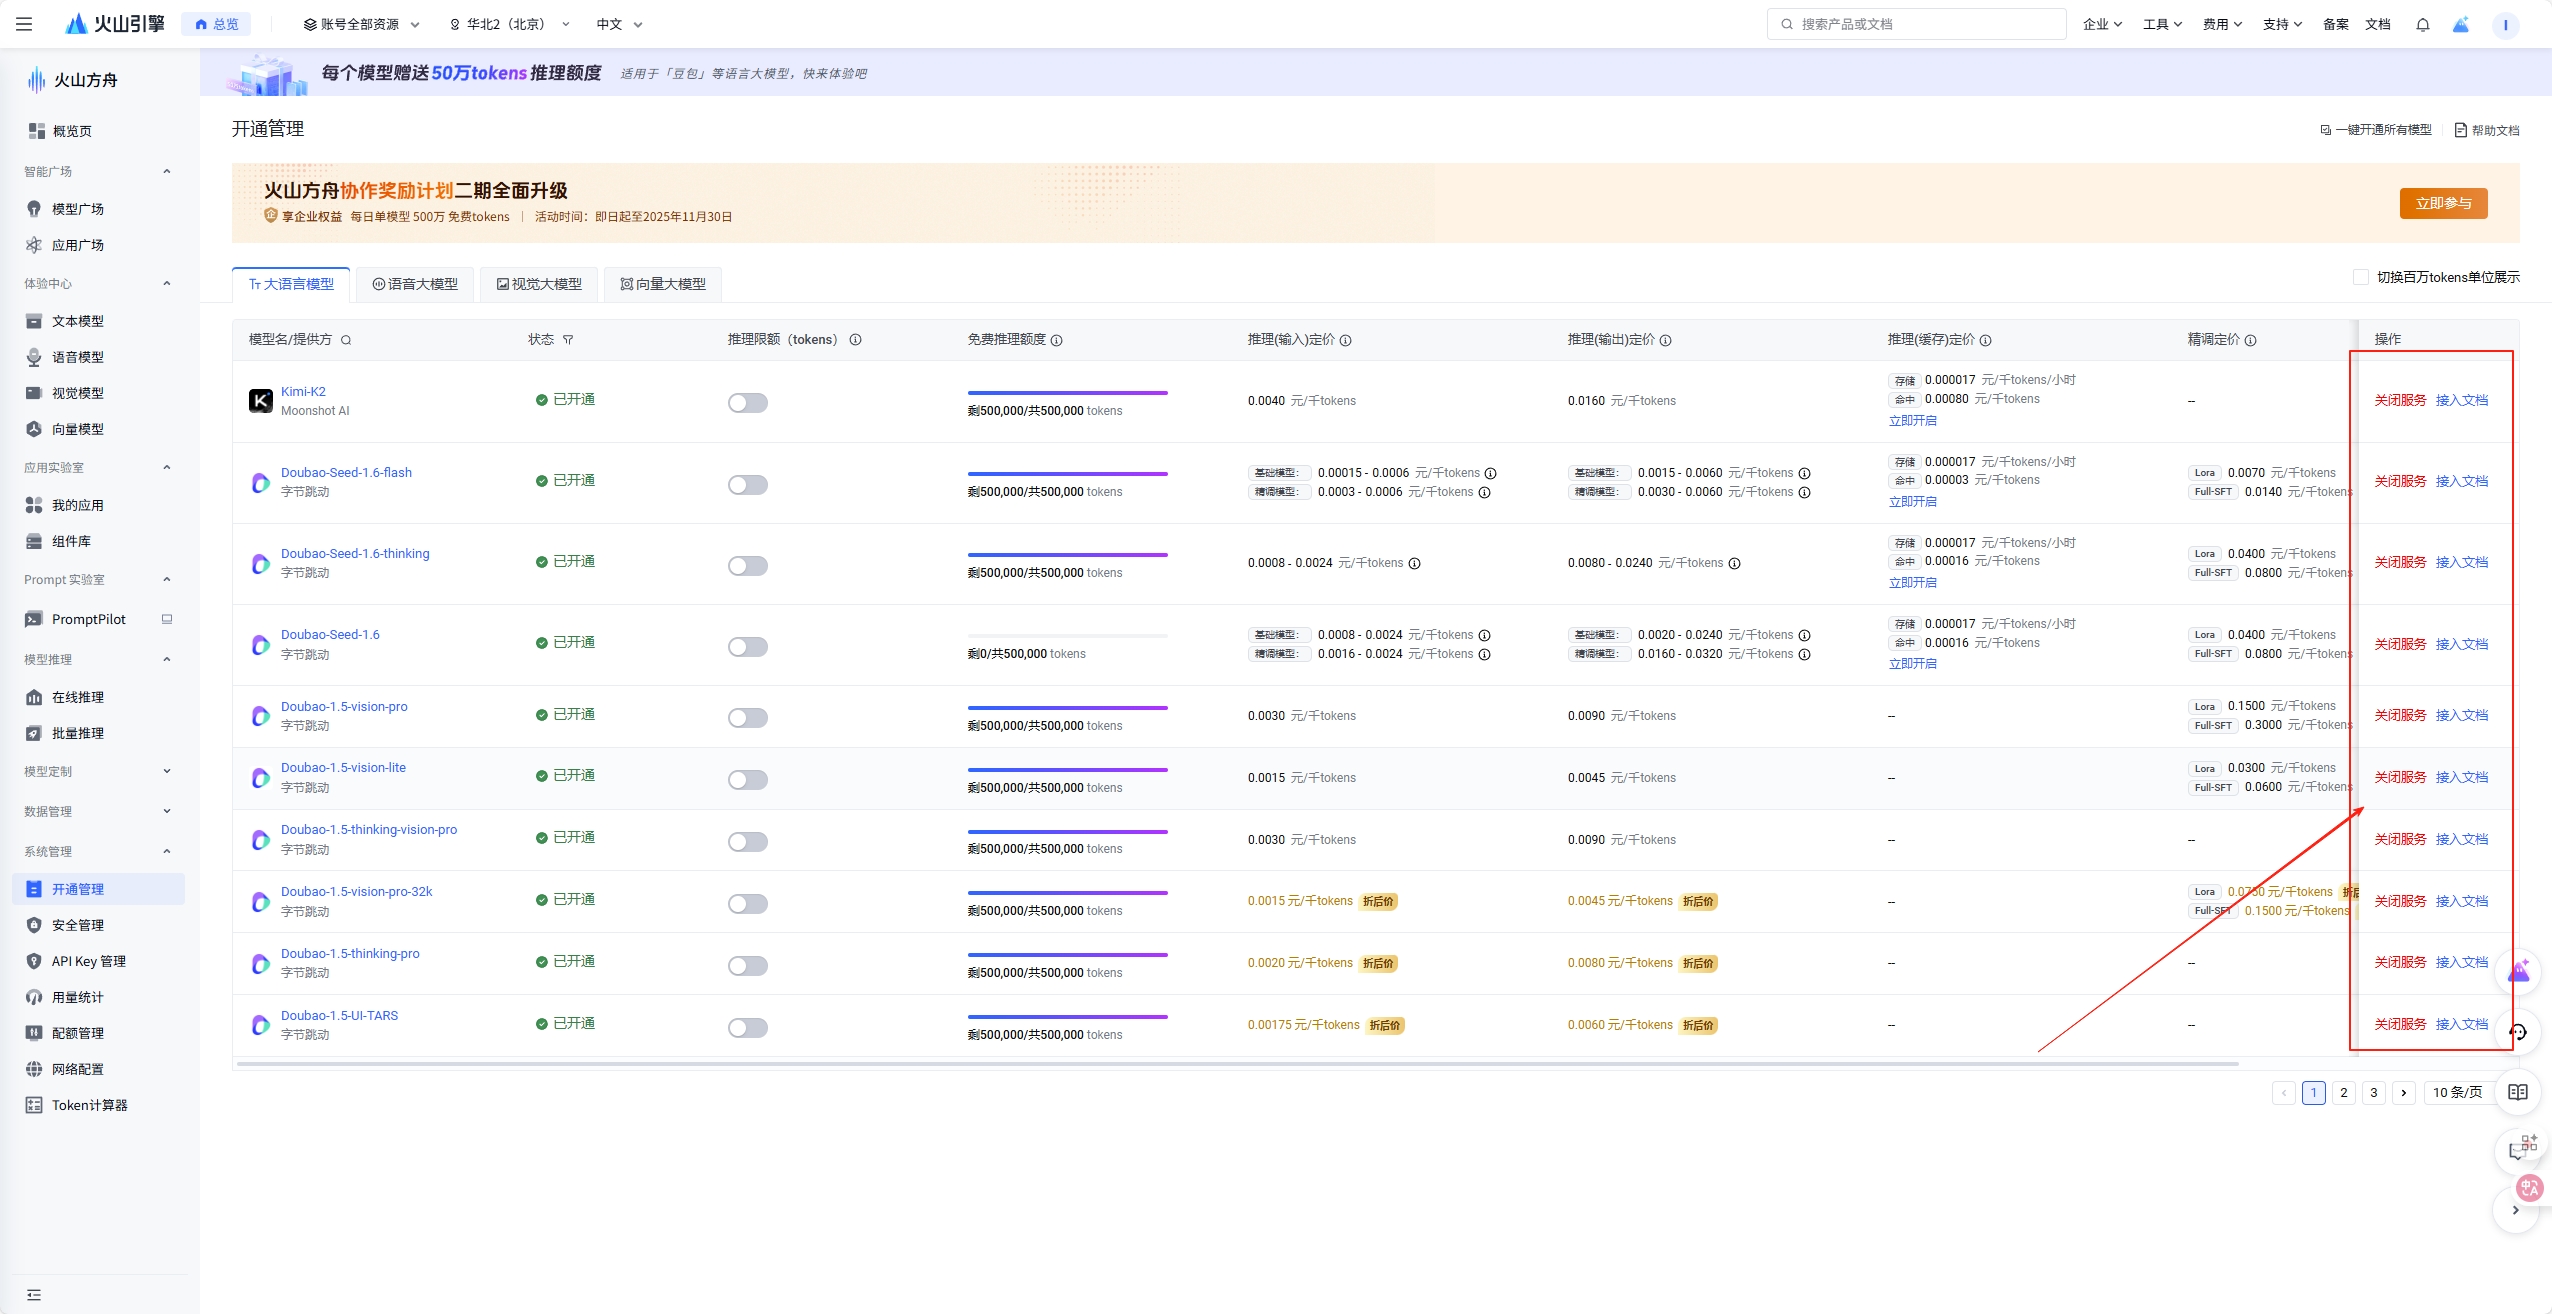 火山引擎 总览 账号全部资源 华北2（北京） 中文 搜索产品或文档 企业 工具 费用 支持 备案 文档 I
火山方舟
每个模型赠送50万tokens推理额度 适用于「豆包」等语言大模型，快来体验吧
概览页
智能广场
模型广场
应用广场
体验中心
文本模型
语音模型
视觉模型
向量模型
应用实验室
我的应用
组件库
Prompt 实验室
PromptPilot
模型推理
在线推理
批量推理
模型定制
数据管理
系统管理
开通管理
安全管理
API Key 管理
用量统计
配额管理
网络配置
Token计算器
开通管理 一键开通所有模型 帮助文档
火山方舟协作奖励计划二期全面升级
享企业权益 每日单模型 500万 免费tokens 活动时间：即日起至2025年11月30日
立即参与
大语言模型 语音大模型 视觉大模型 向量大模型 切换百万tokens单位展示
模型名/提供方 状态 推理限额（tokens） 免费推理额度 推理(输入)定价 推理(输出)定价 推理(缓存)定价 精调定价 操作
Kimi-K2
Moonshot AI
已开通
剩500,000/共500,000 tokens
0.0040 元/千tokens
0.0160 元/千tokens
存储 0.000017 元/千tokens/小时
命中 0.00080 元/千tokens
立即开启
--
关闭服务 接入文档
Doubao-Seed-1.6-flash
字节跳动
已开通
剩500,000/共500,000 tokens
基础模型： 0.00015 - 0.0006 元/千tokens
精调模型： 0.0003 - 0.0006 元/千tokens
基础模型： 0.0015 - 0.0060 元/千tokens
精调模型： 0.0030 - 0.0060 元/千tokens
存储 0.000017 元/千tokens/小时
命中 0.00003 元/千tokens
立即开启
Lora 0.0070 元/千tokens
Full-SFT 0.0140 元/千tokens
关闭服务 接入文档
Doubao-Seed-1.6-thinking
字节跳动
已开通
剩500,000/共500,000 tokens
0.0008 - 0.0024 元/千tokens
0.0080 - 0.0240 元/千tokens
存储 0.000017 元/千tokens/小时
命中 0.00016 元/千tokens
立即开启
Lora 0.0400 元/千tokens
Full-SFT 0.0800 元/千tokens
关闭服务 接入文档
Doubao-Seed-1.6
字节跳动
已开通
剩0/共500,000 tokens
基础模型： 0.0008 - 0.0024 元/千tokens
精调模型： 0.0016 - 0.0024 元/千tokens
基础模型： 0.0020 - 0.0240 元/千tokens
精调模型： 0.0160 - 0.0320 元/千tokens
存储 0.000017 元/千tokens/小时
命中 0.00016 元/千tokens
立即开启
Lora 0.0400 元/千tokens
Full-SFT 0.0800 元/千tokens
关闭服务 接入文档
Doubao-1.5-vision-pro
字节跳动
已开通
剩500,000/共500,000 tokens
0.0030 元/千tokens
0.0090 元/千tokens
--
Lora 0.1500 元/千tokens
Full-SFT 0.3000 元/千tokens
关闭服务 接入文档
Doubao-1.5-vision-lite
字节跳动
已开通
剩500,000/共500,000 tokens
0.0015 元/千tokens
0.0045 元/千tokens
--
Lora 0.0300 元/千tokens
Full-SFT 0.0600 元/千tokens
关闭服务 接入文档
Doubao-1.5-thinking-vision-pro
字节跳动
已开通
剩500,000/共500,000 tokens
0.0030 元/千tokens
0.0090 元/千tokens
--
--
关闭服务 接入文档
Doubao-1.5-vision-pro-32k
字节跳动
已开通
剩500,000/共500,000 tokens
0.0015 元/千tokens 折后价
0.0045 元/千tokens 折后价
--
Lora 0.0750 元/千tokens 折后
Full-SFT 0.1500 元/千tokens
关闭服务 接入文档
Doubao-1.5-thinking-pro
字节跳动
已开通
剩500,000/共500,000 tokens
0.0020 元/千tokens 折后价
0.0080 元/千tokens 折后价
--
--
关闭服务 接入文档
Doubao-1.5-UI-TARS
字节跳动
已开通
剩500,000/共500,000 tokens
0.00175 元/千tokens 折后价
0.0060 元/千tokens 折后价
--
--
关闭服务 接入文档
1 2 3 10 条/页